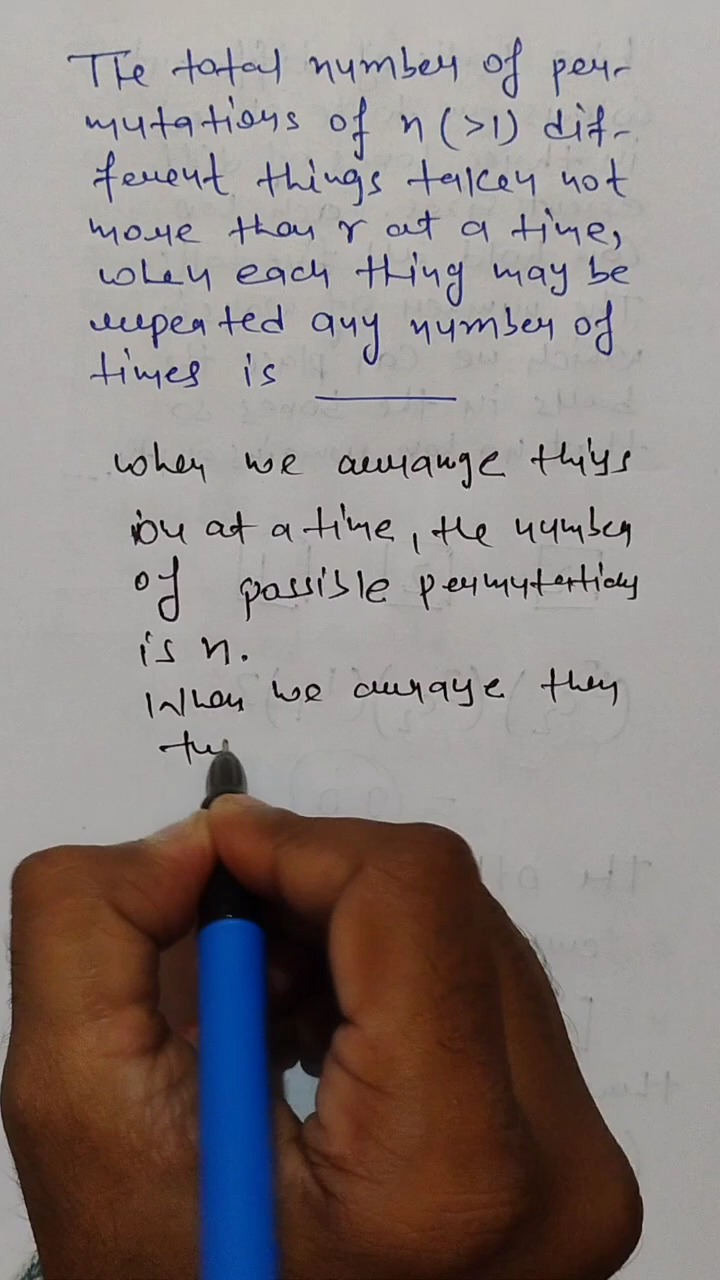 The total number of per-
mutations of n (>1) dif-
ferent things taken not
more than r at a time,
when each thing may be
repeated any number of
times is ______
when we arrange things
one at a time, the number
of possible permutations
is n.
When we arrange them
tw